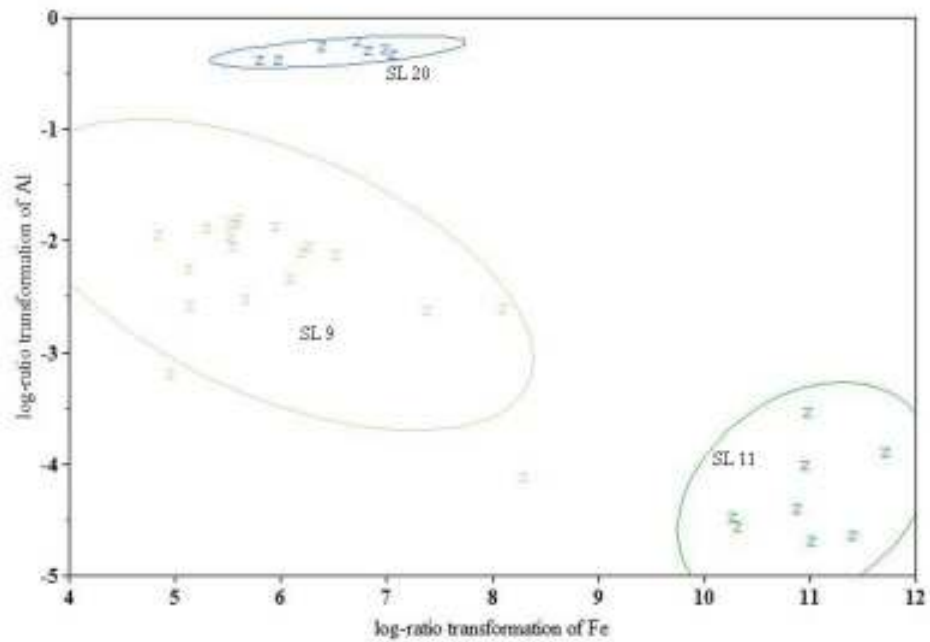 0
SL 20
-1
-2
-3
-4
-5
log-ratio transformation of Al
SL 9
SL 11
4 5 6 7 8 9 10 11 12
log-ratio transformation of Fe